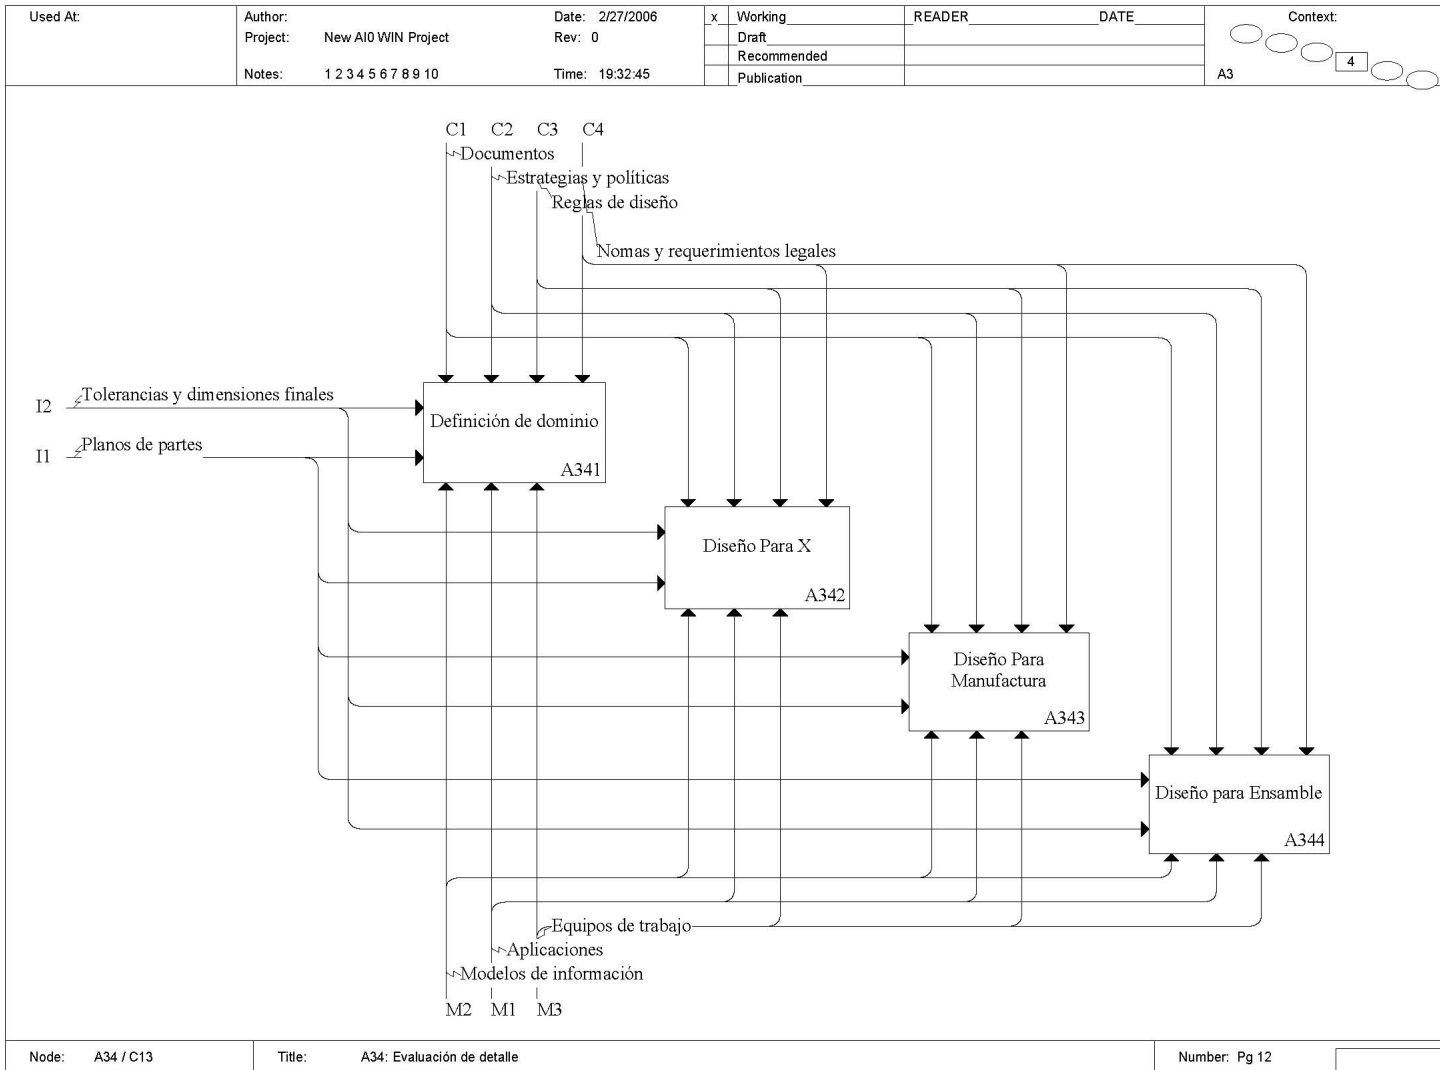 Used At:
Author:
Date: 2/27/2006
x Working
READER DATE
Context:
Project: New AI0 WIN Project
Rev: 0
Draft
Recommended
4
Notes: 1 2 3 4 5 6 7 8 9 10
Time: 19:32:45
Publication
A3
C1 C2 C3 C4
Documentos
Estrategias y políticas
Reglas de diseño
Nomas y requerimientos legales
I2 Tolerancias y dimensiones finales
Definición de dominio
I1 Planos de partes
A341
Diseño Para X
A342
Diseño Para
Manufactura
A343
Diseño para Ensamble
A344
Equipos de trabajo
Aplicaciones
Modelos de información
M2 M1 M3
Node: A34 / C13
Title: A34: Evaluación de detalle
Number: Pg 12